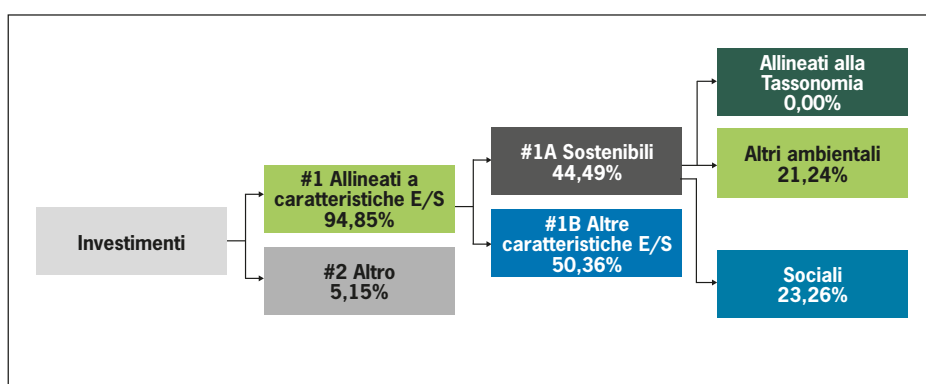 Investimenti
#1 Allineati a
caratteristiche E/S
94,85%
#2 Altro
5,15%
#1A Sostenibili
44,49%
#1B Altre
caratteristiche E/S
50,36%
Allineati alla
Tassonomia
0,00%
Altri ambientali
21,24%
Sociali
23,26%